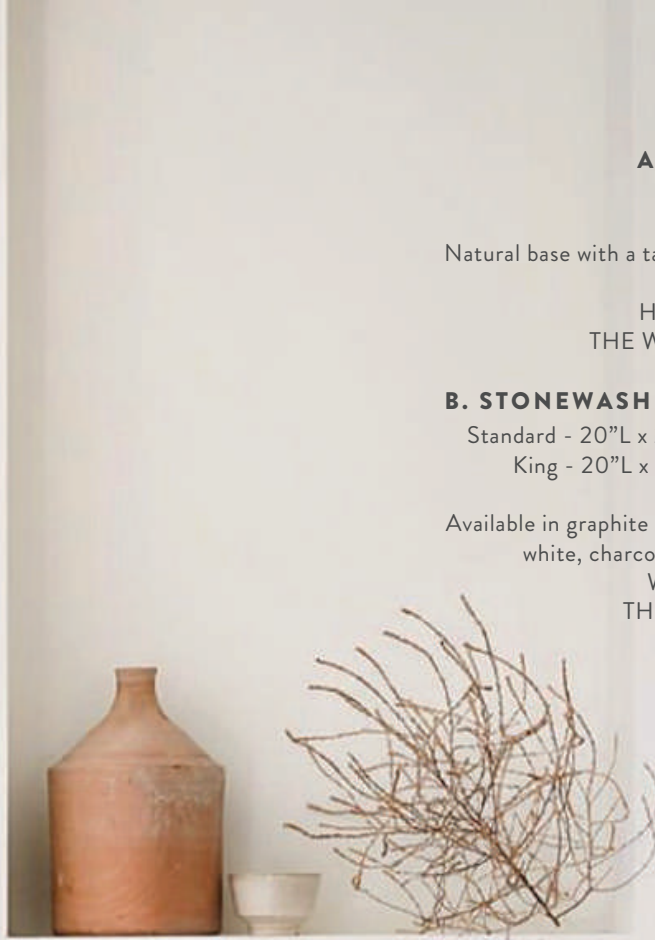 A
Natural base with a ta
H
THE W
B. STONEWASH
Standard - 20”L x
King - 20”L x
Available in graphite
white, charco
W
TH